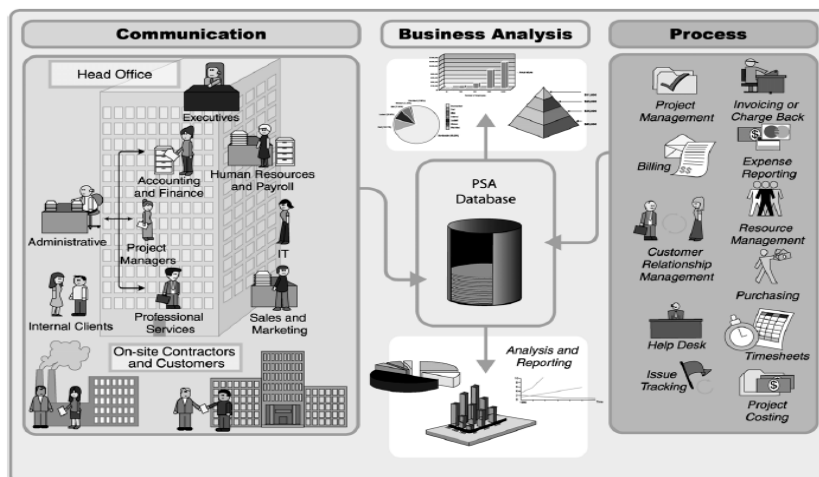 Communication
Head Office
Executives
Accounting
and Finance
Human Resources
and Payroll
Administrative
Project
Managers
IT
Internal Clients
Professional
Services
Sales and
Marketing
On-site Contractors
and Customers
Business Analysis
PSA
Database
Analysis and
Reporting
Process
Project
Management
Invoicing or
Charge Back
Billing
Expense
Reporting
Customer
Relationship
Management
Resource
Management
Purchasing
Help Desk
Timesheets
Issue
Tracking
Project
Costing